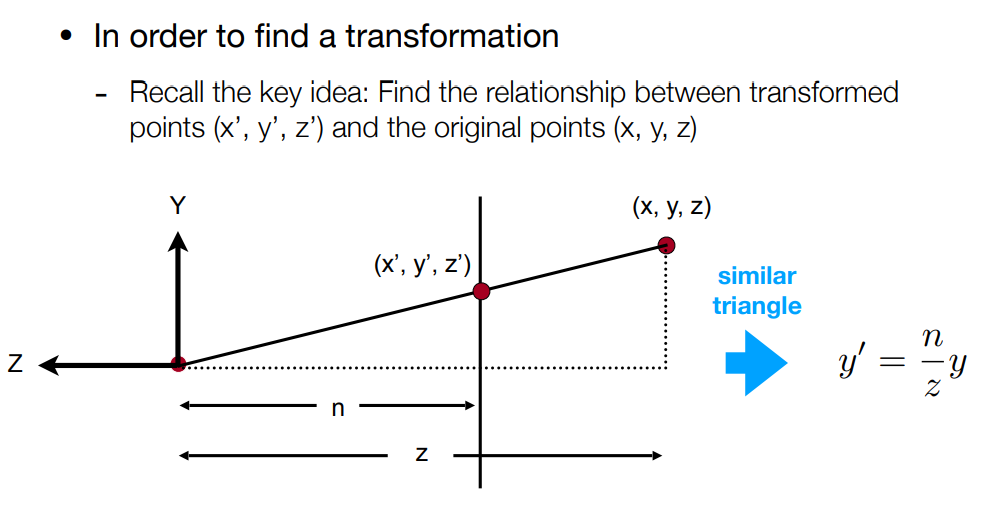 • In order to find a transformation
- Recall the key idea: Find the relationship between transformed
points (x’, y’, z’) and the original points (x, y, z)
Y
(x, y, z)
(x’, y’, z’)
similar
triangle
Z
y′ = n/z y
n
z